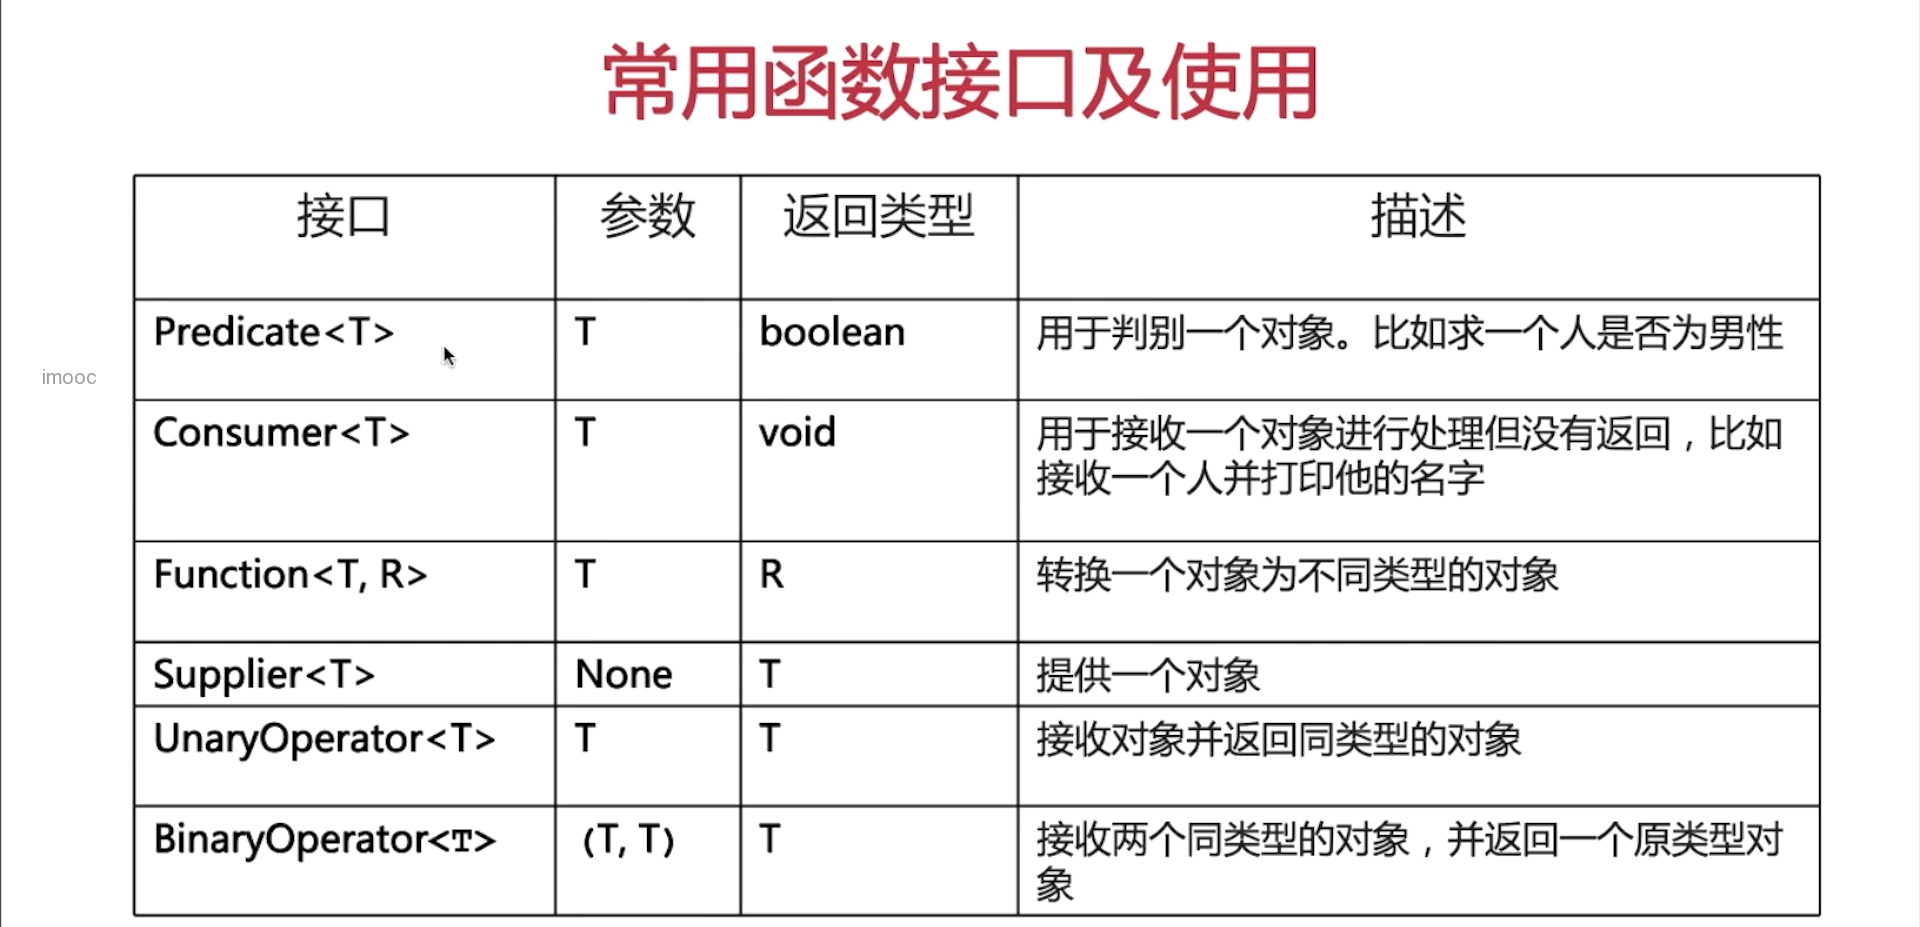 常用函数接口及使用
接口 参数 返回类型 描述
Predicate<T> T boolean 用于判别一个对象。比如求一个人是否为男性
imooc
Consumer<T> T void 用于接收一个对象进行处理但没有返回，比如
接收一个人并打印他的名字
Function<T, R> T R 转换一个对象为不同类型的对象
Supplier<T> None T 提供一个对象
UnaryOperator<T> T T 接收对象并返回同类型的对象
BinaryOperator<T> (T, T) T 接收两个同类型的对象，并返回一个原类型对
象